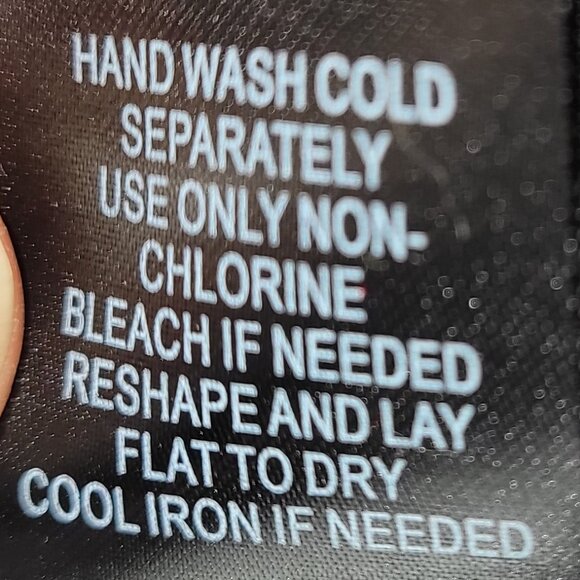 HAND WASH COLD
SEPARATELY
USE ONLY NON-
CHLORINE
BLEACH IF NEEDED
RESHAPE AND LAY
FLAT TO DRY
COOL IRON IF NEEDED